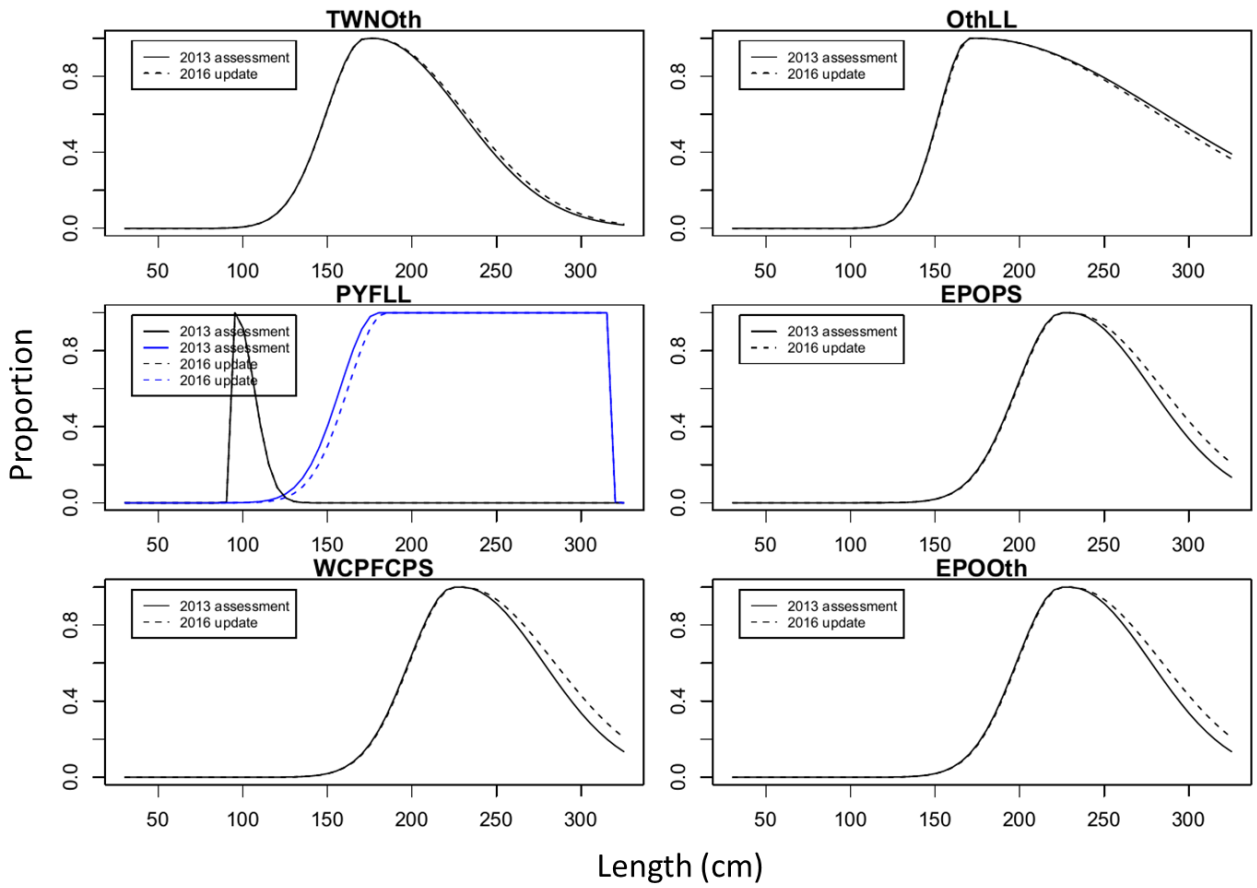 TWNOth
2013 assessment
2016 update
0.0 0.4 0.8
50 100 150 200 250 300
OthLL
2013 assessment
2016 update
0.0 0.4 0.8
50 100 150 200 250 300
PYFLL
2013 assessment
2013 assessment
2016 update
2016 update
0.0 0.4 0.8
50 100 150 200 250 300
EPOPS
2013 assessment
2016 update
0.0 0.4 0.8
50 100 150 200 250 300
WCPFCPS
2013 assessment
2016 update
0.0 0.4 0.8
50 100 150 200 250 300
EPOOth
2013 assessment
2016 update
0.0 0.4 0.8
50 100 150 200 250 300
Proportion
Length (cm)